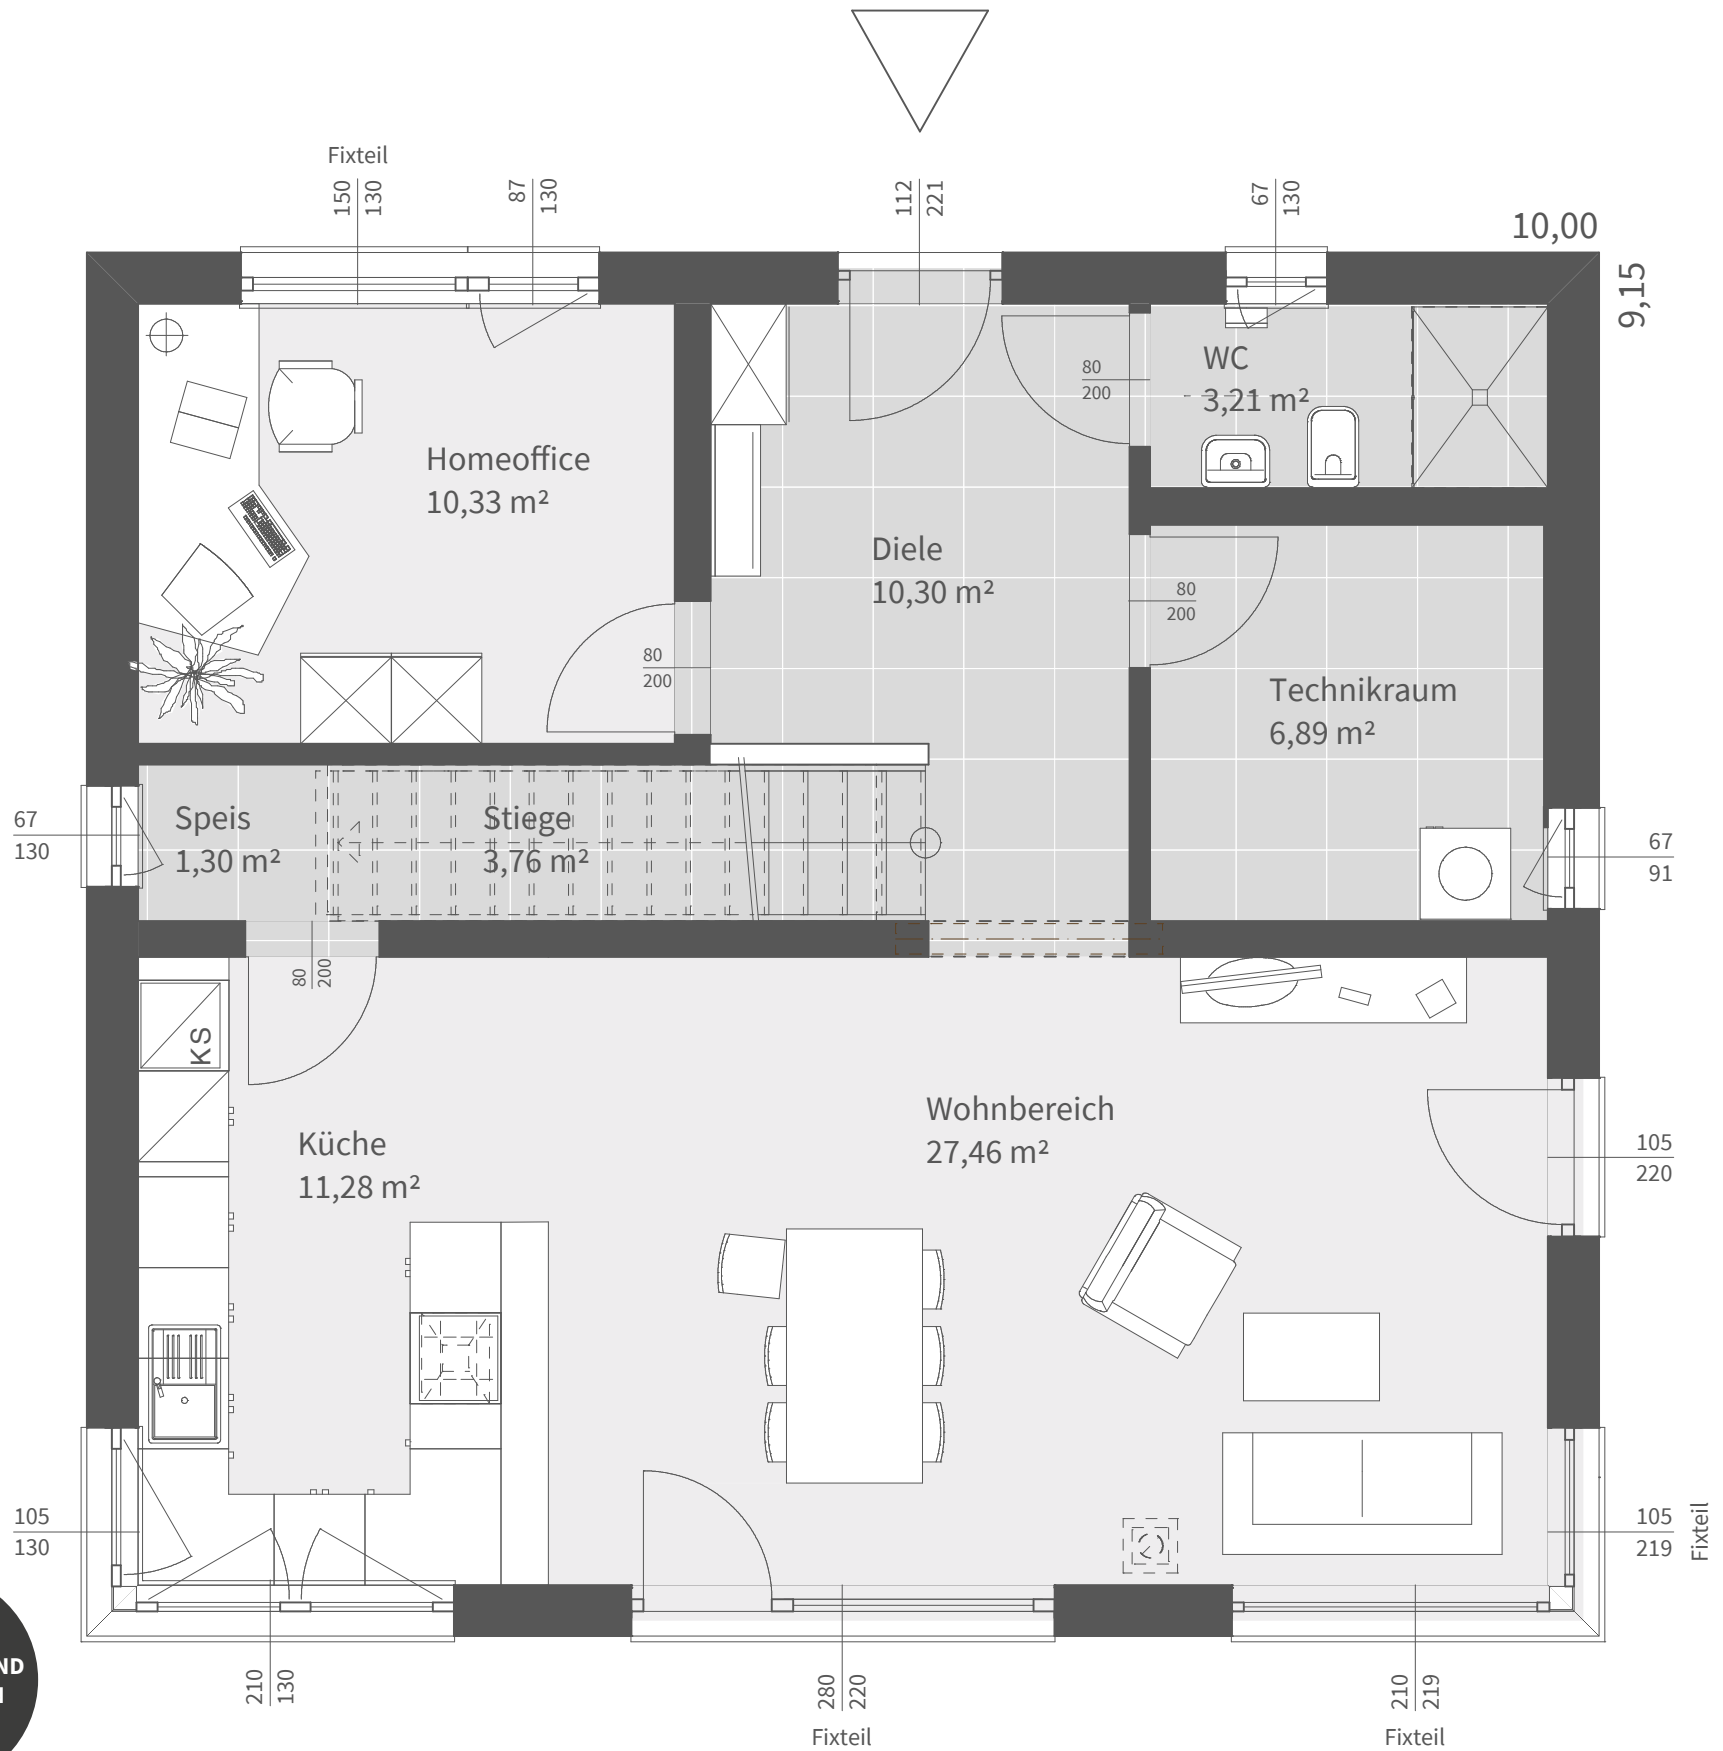 Fixteil
150
130
87
130
112
221
67
130
10,00
9,15
WC
3,21 m²
80
200
Homeoffice
10,33 m²
Diele
10,30 m²
80
200
80
200
Technikraum
6,89 m²
67
130
Speis
1,30 m²
Stiege
3,76 m²
67
91
80
200
KS
Küche
11,28 m²
Wohnbereich
27,46 m²
105
220
105
130
105
219
Fixteil
ND
210
130
280
220
Fixteil
210
219
Fixteil